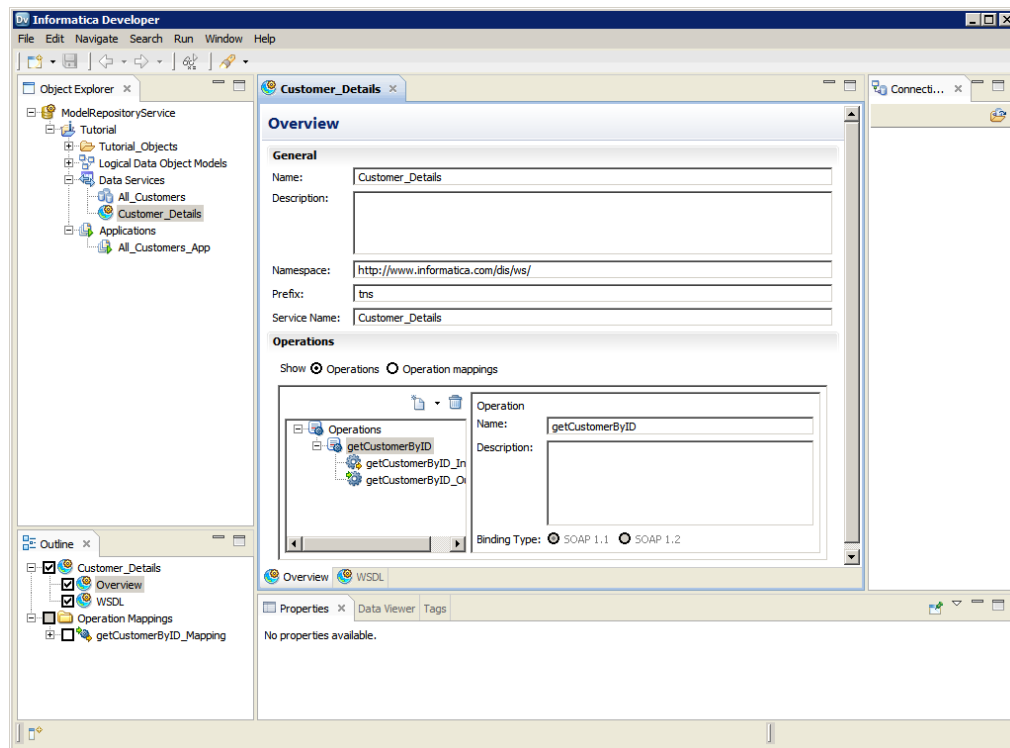 Dv Informatica Developer
File Edit Navigate Search Run Window Help
Object Explorer
ModelRepositoryService
Tutorial
Tutorial_Objects
Logical Data Object Models
Data Services
All_Customers
Customer_Details
Applications
All_Customers_App
Customer_Details
Overview
General
Name: Customer_Details
Description:
Namespace: http://www.informatica.com/dis/ws/
Prefix: tns
Service Name: Customer_Details
Operations
Show Operations Operation mappings
Operations
getCustomerByID
getCustomerByID_In
getCustomerByID_O
Operation
Name: getCustomerByID
Description:
Binding Type: SOAP 1.1 SOAP 1.2
Overview WSDL
Connecti...
Outline
Customer_Details
Overview
WSDL
Operation Mappings
getCustomerByID_Mapping
Properties Data Viewer Tags
No properties available.